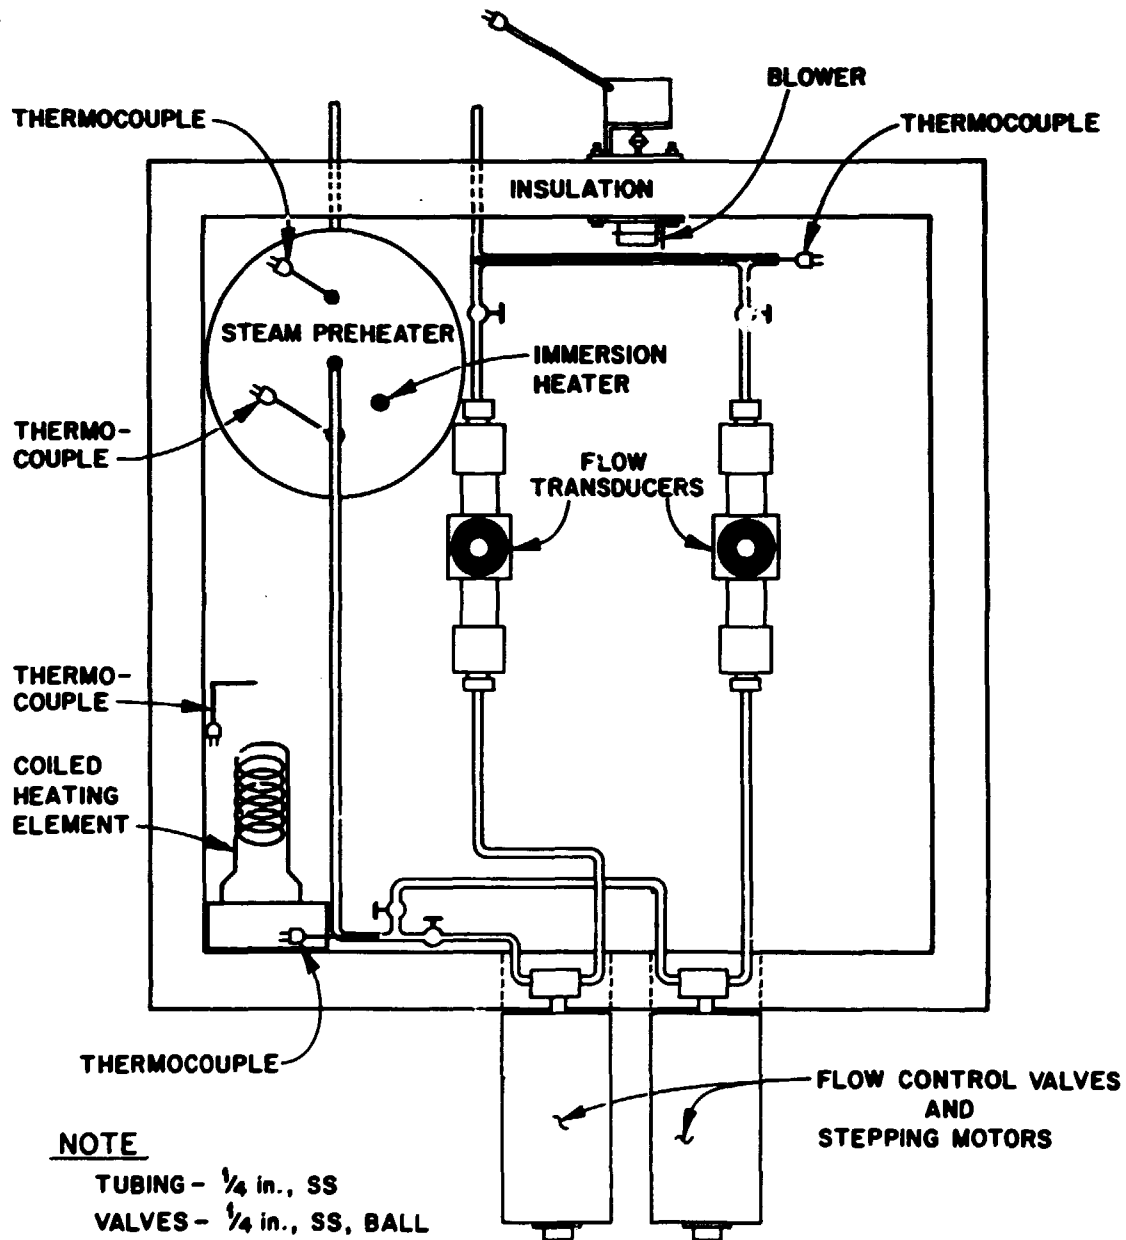 BLOWER
THERMOCOUPLE
THERMOCOUPLE
INSULATION
STEAM PREHEATER
IMMERSION
HEATER
THERMO-
COUPLE
FLOW
TRANSDUCERS
THERMO-
COUPLE
COILED
HEATING
ELEMENT
THERMOCOUPLE
FLOW CONTROL VALVES
AND
STEPPING MOTORS
NOTE
TUBING - 1/4 in., SS
VALVES - 1/4 in., SS, BALL